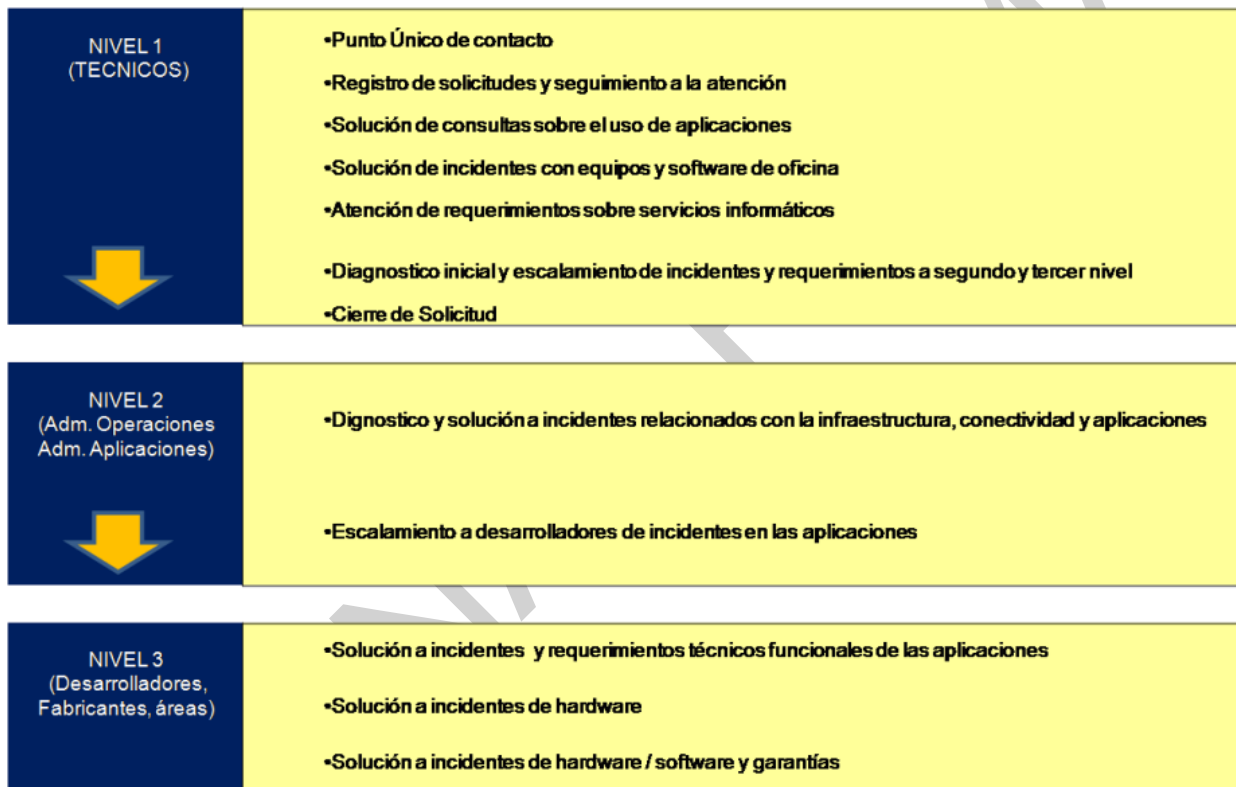 NIVEL 1
(TECNICOS)
•Punto Único de contacto
•Registro de solicitudes y seguimiento a la atención
•Solución de consultas sobre el uso de aplicaciones
•Solución de incidentes con equipos y software de oficina
•Atención de requerimientos sobre servicios informáticos
•Diagnostico inicial y escalamiento de incidentes y requerimientos a segundo y tercer nivel
•Cierre de Solicitud
NIVEL 2
(Adm. Operaciones
Adm. Aplicaciones)
•Dignostico y solución a incidentes relacionados con la infraestructura, conectividad y aplicaciones
•Escalamiento a desarrolladores de incidentes en las aplicaciones
NIVEL 3
(Desarrolladores,
Fabricantes, áreas)
•Solución a incidentes y requerimientos técnicos funcionales de las aplicaciones
•Solución a incidentes de hardware
•Solución a incidentes de hardware / software y garantías